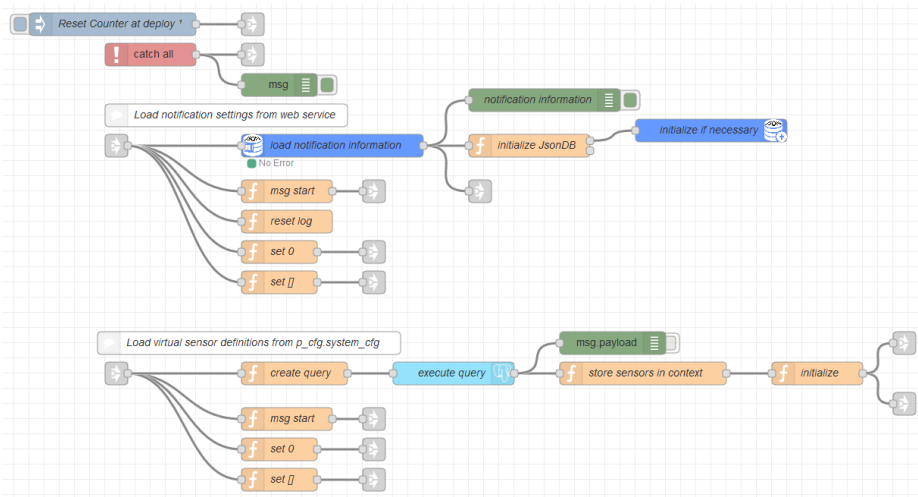 Reset Counter at deploy ¹
catch all
msg
Load notification settings from web service
notification information
load notification information
initialize JsonDB
initialize if necessary
No Error
msg start
reset log
set 0
set []
Load virtual sensor definitions from p_cfg.system_cfg
msg.payload
create query
execute query
store sensors in context
initialize
msg start
set 0
set []